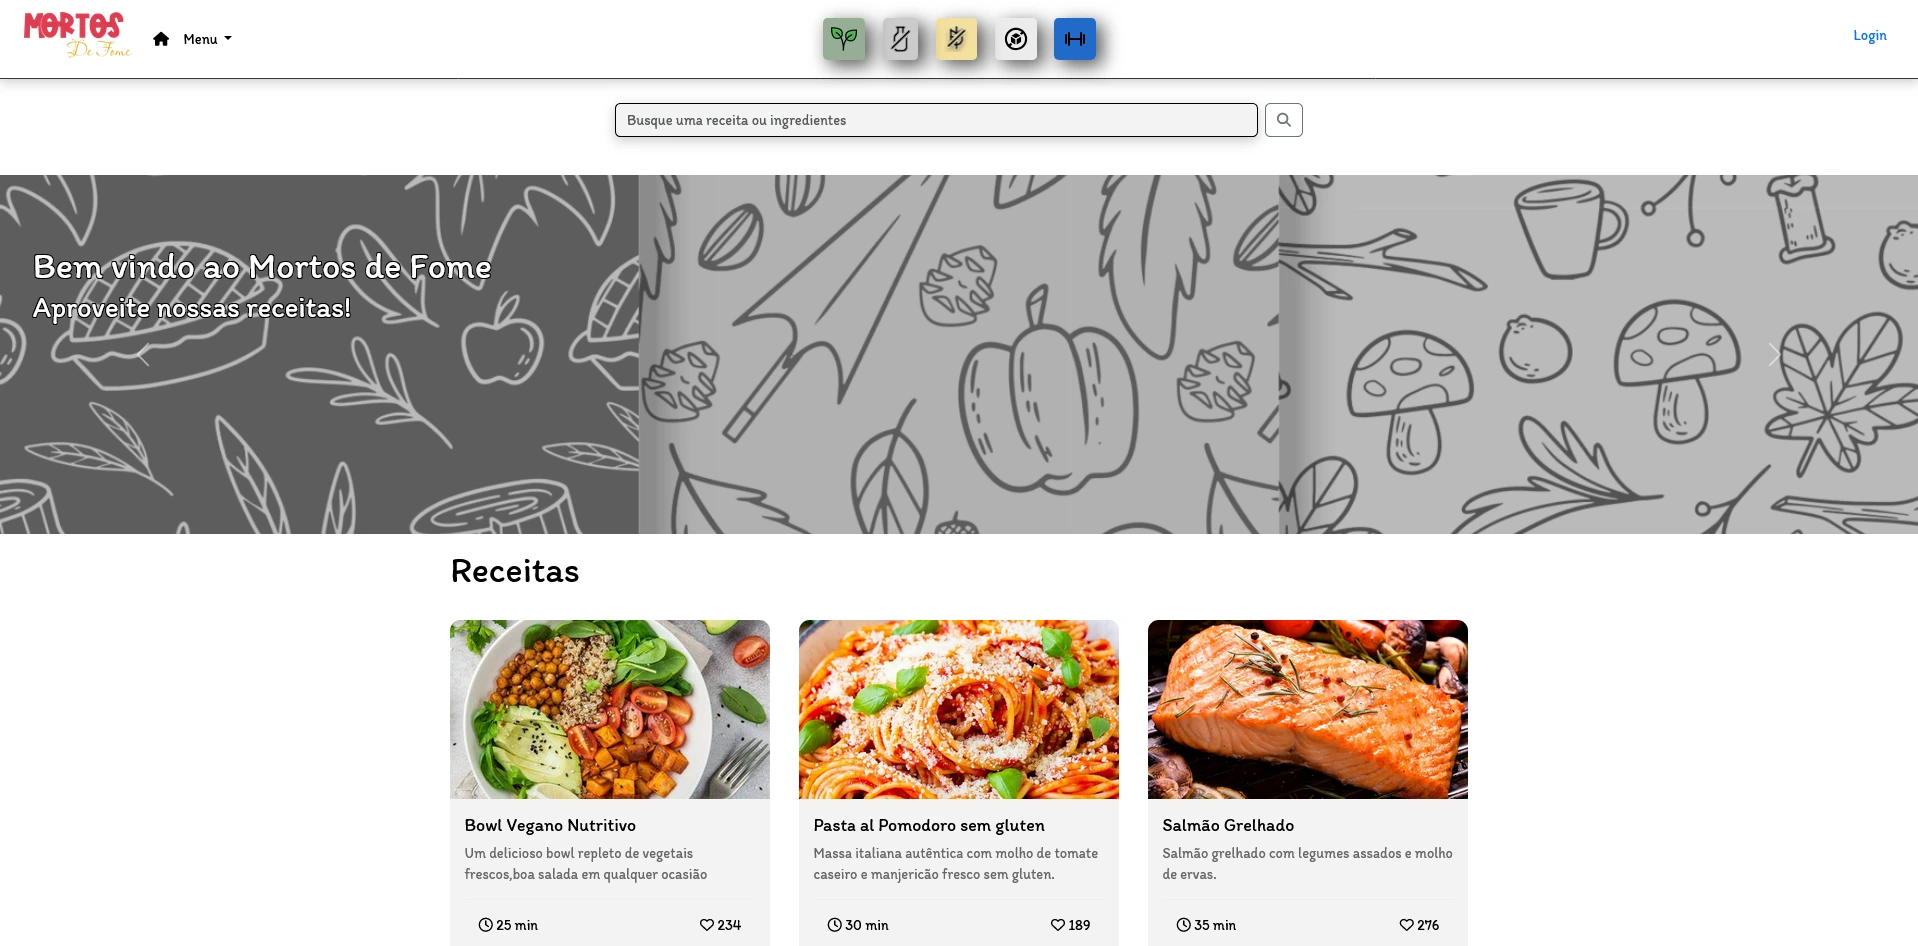 MORTOS
De Fome
Menu
Login
Busque uma receita ou ingredientes
Bem vindo ao Mortos de Fome
Aproveite nossas receitas!
Receitas
Bowl Vegano Nutritivo
Um delicioso bowl repleto de vegetais
frescos,boa salada em qualquer ocasião
25 min
234
Pasta al Pomodoro sem gluten
Massa italiana autêntica com molho de tomate
caseiro e manjericão fresco sem gluten.
30 min
189
Salmão Grelhado
Salmão grelhado com legumes assados e molho
de ervas.
35 min
276